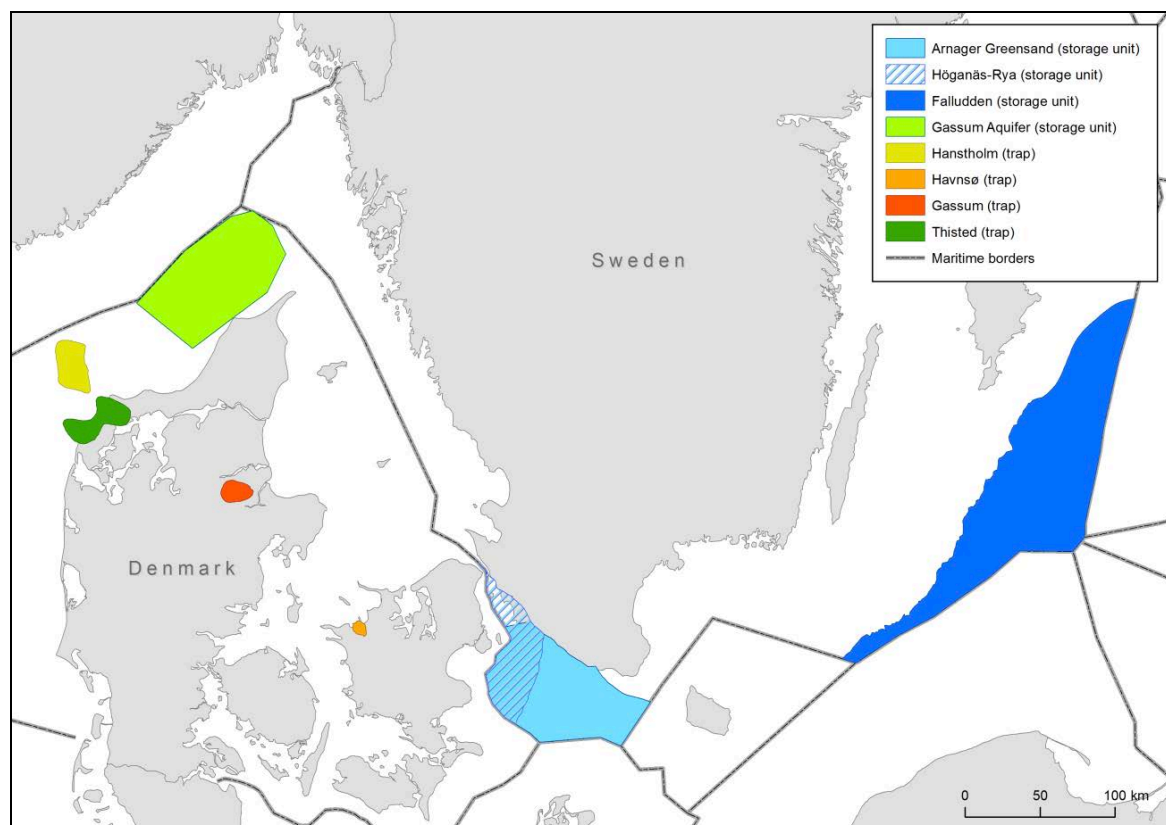 Arnager Greensand (storage unit)
Höganäs-Rya (storage unit)
Falludden (storage unit)
Gassum Aquifer (storage unit)
Hanstholm (trap)
Havnsø (trap)
Gassum (trap)
Thisted (trap)
Maritime borders
Sweden
Denmark
0 50 100 km